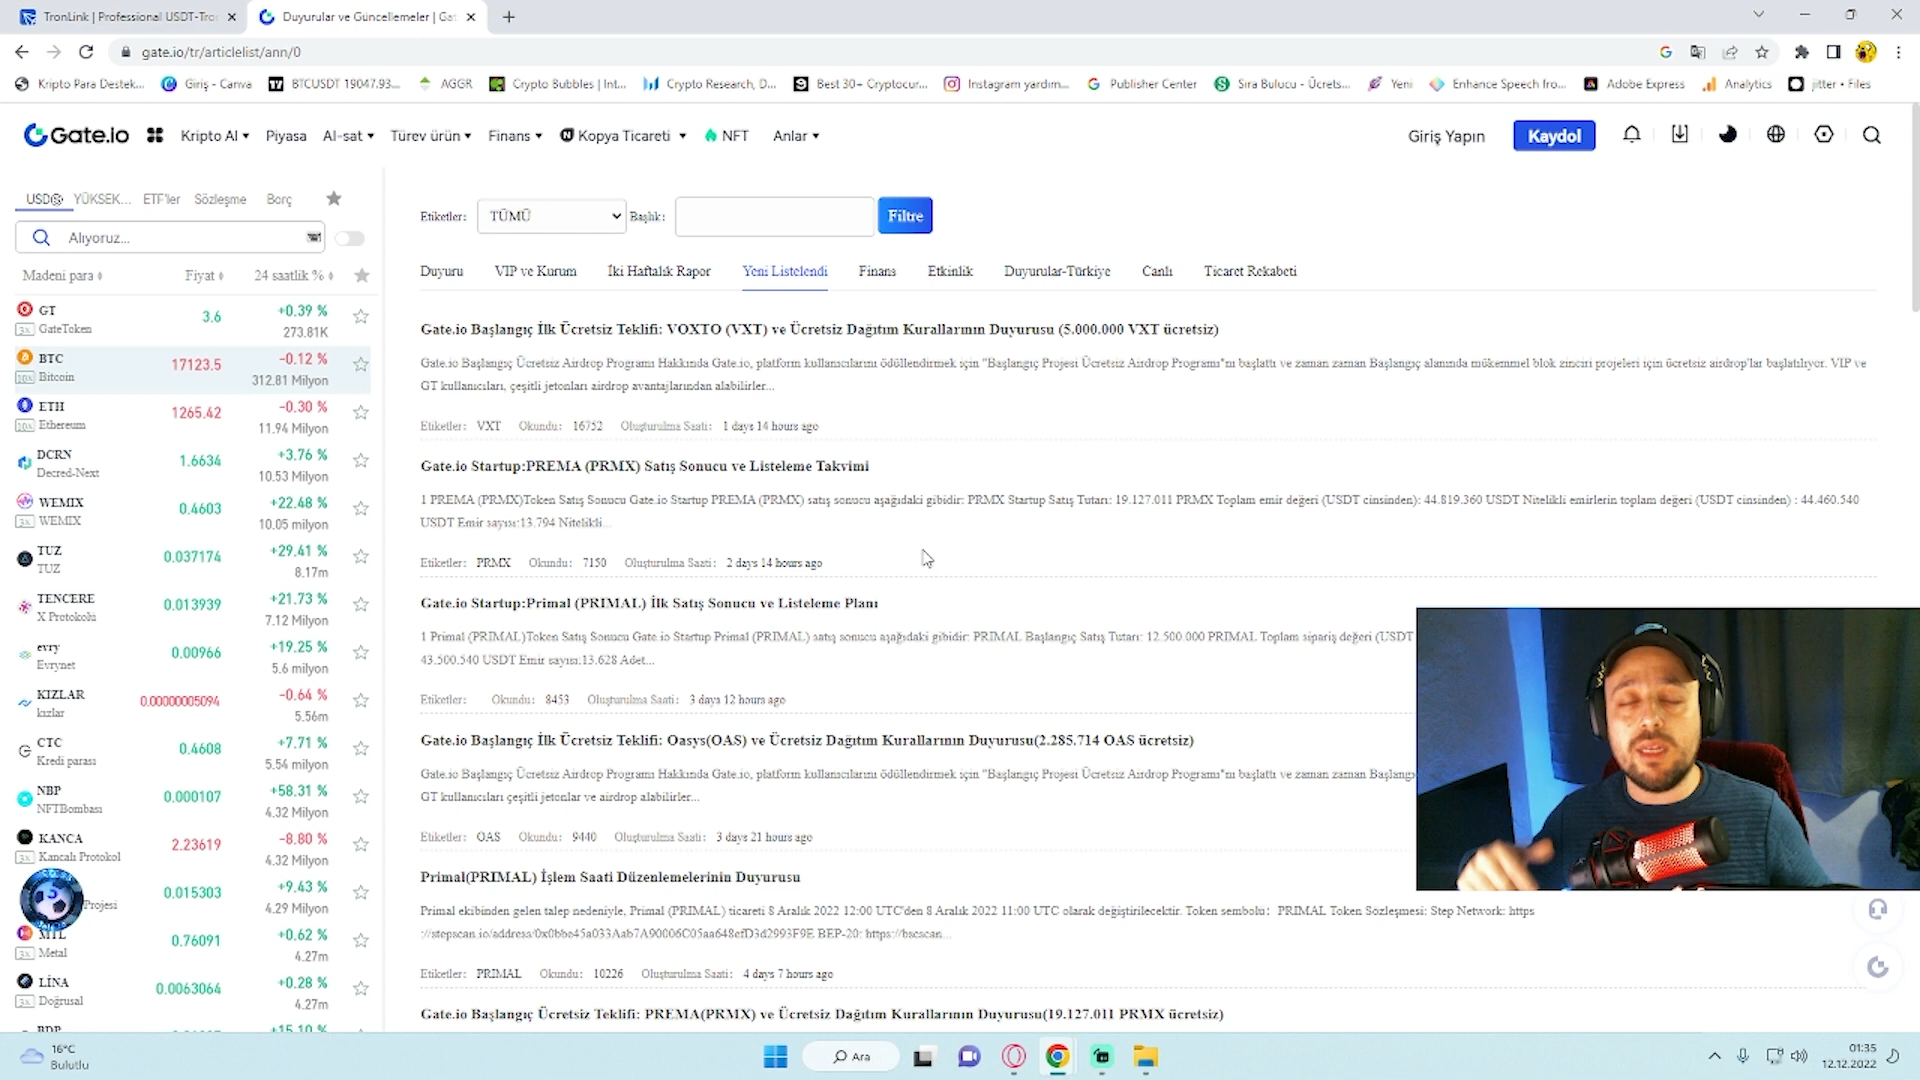 TronLink | Professional USDT-Tro
Duyurular ve Güncellemeler | Gat
gate.io/tr/articlelist/ann/0
Kripto Para Destek... Giriş - Canva BTCUSDT 19047.93... AGGR Crypto Bubbles | Int... Crypto Research, D... Best 30+ Cryptocur... Instagram yardım... Publisher Center Sıra Bulucu - Ücrets... Yeni Enhance Speech fro... Adobe Express Analytics jitter • Files
Gate.io Kripto Al Piyasa Al-sat Türev ürün Finans Kopya Ticareti NFT Anlar Giriş Yapın Kaydol
USD YÜKSEK... ETF'ler Sözleşme Borç
Alıyoruz...
Madeni para Fiyat 24 saatlik %
GT 3.6 +0.39 %
3X GateToken 273.81K
BTC 17123.5 -0.12 %
10X Bitcoin 312.81 Milyon
ETH 1265.42 -0.30 %
10X Ethereum 11.94 Milyon
DCRN 1.6634 +3.76 %
Decred-Next 10.53 Milyon
WEMIX 0.4603 +22.48 %
3X WEMIX 10.05 milyon
TUZ 0.037174 +29.41 %
TUZ 8.17m
TENCERE 0.013939 +21.73 %
X Protokolü 7.12 Milyon
evry 0.00966 +19.25 %
Evrynet 5.6 milyon
KIZLAR 0.00000005094 -0.64 %
kızlar 5.56m
CTC 0.4608 +7.71 %
Kredi parası 5.54 milyon
NBP 0.000107 +58.31 %
NFTBombası 4.32 Milyon
KANCA 2.23619 -8.80 %
3X Kancalı Protokol 4.32 Milyon
0.015303 +9.43 %
Projesi 4.29 Milyon
MTL 0.76091 +0.62 %
3X Metal 4.27m
LİNA 0.0063064 +0.28 %
3X Doğrusal 4.27m
+15.10 %
Etiketler: TÜMÜ Başlık: Filtre
Duyuru VIP ve Kurum İki Haftalık Rapor Yeni Listelendi Finans Etkinlik Duyurular-Türkiye Canlı Ticaret Rekabeti
Gate.io Başlangıç İlk Ücretsiz Teklifi: VOXTO (VXT) ve Ücretsiz Dağıtım Kurallarının Duyurusu (5.000.000 VXT ücretsiz)
Gate.io Başlangıç Ücretsiz Airdrop Programı Hakkında Gate.io, platform kullanıcılarını ödüllendirmek için "Başlangıç Projesi Ücretsiz Airdrop Programı"nı başlattı ve zaman zaman Başlangıç alanında mükemmel blok zinciri projeleri için ücretsiz airdrop'lar başlatılıyor. VIP ve
GT kullanıcıları, çeşitli jetonları airdrop avantajlarından alabilirler...
Etiketler: VXT Okundu: 16752 Oluşturulma Saati: 1 days 14 hours ago
Gate.io Startup:PREMA (PRMX) Satış Sonucu ve Listeleme Takvimi
1 PREMA (PRMX)Token Satış Sonucu Gate.io Startup PREMA (PRMX) satış sonucu aşağıdaki gibidir: PRMX Startup Satış Tutarı: 19.127.011 PRMX Toplam emir değeri (USDT cinsinden): 44.819.360 USDT Nitelikli emirlerin toplam değeri (USDT cinsinden) : 44.460.540
USDT Emir sayısı:13.794 Nitelikli...
Etiketler: PRMX Okundu: 7150 Oluşturulma Saati: 2 days 14 hours ago
Gate.io Startup:Primal (PRIMAL) İlk Satış Sonucu ve Listeleme Planı
1 Primal (PRIMAL)Token Satış Sonucu Gate.io Startup Primal (PRIMAL) satış sonucu aşağıdaki gibidir: PRIMAL Başlangıç Satış Tutarı: 12.500.000 PRIMAL Toplam sipariş değeri (USDT
43.500.540 USDT Emir sayısı:13.628 Adet...
Etiketler: Okundu: 8453 Oluşturulma Saati: 3 days 12 hours ago
Gate.io Başlangıç İlk Ücretsiz Teklifi: Oasys(OAS) ve Ücretsiz Dağıtım Kurallarının Duyurusu(2.285.714 OAS ücretsiz)
Gate.io Başlangıç Ücretsiz Airdrop Programı Hakkında Gate.io, platform kullanıcılarını ödüllendirmek için "Başlangıç Projesi Ücretsiz Airdrop Programı"nı başlattı ve zaman zaman Başlangıç
GT kullanıcıları çeşitli jetonlar ve airdrop alabilirler...
Etiketler: OAS Okundu: 9440 Oluşturulma Saati: 3 days 21 hours ago
Primal(PRIMAL) İşlem Saati Düzenlemelerinin Duyurusu
Primal ekibinden gelen talep nedeniyle, Primal (PRIMAL) ticareti 8 Aralık 2022 12:00 UTC'den 8 Aralık 2022 11:00 UTC olarak değiştirilecektir. Token sembolü: PRIMAL Token Sözleşmesi: Step Network: https
://stepscan.io/address/0x0bbe45a033Aab7A90006C05aa648efD3d2993F9E BEP-20: https://bscscan...
Etiketler: PRIMAL Okundu: 10226 Oluşturulma Saati: 4 days 7 hours ago
Gate.io Başlangıç Ücretsiz Teklifi: PREMA(PRMX) ve Ücretsiz Dağıtım Kurallarının Duyurusu(19.127.011 PRMX ücretsiz)
16°C
Bulutlu
Ara
01:35
12.12.2022